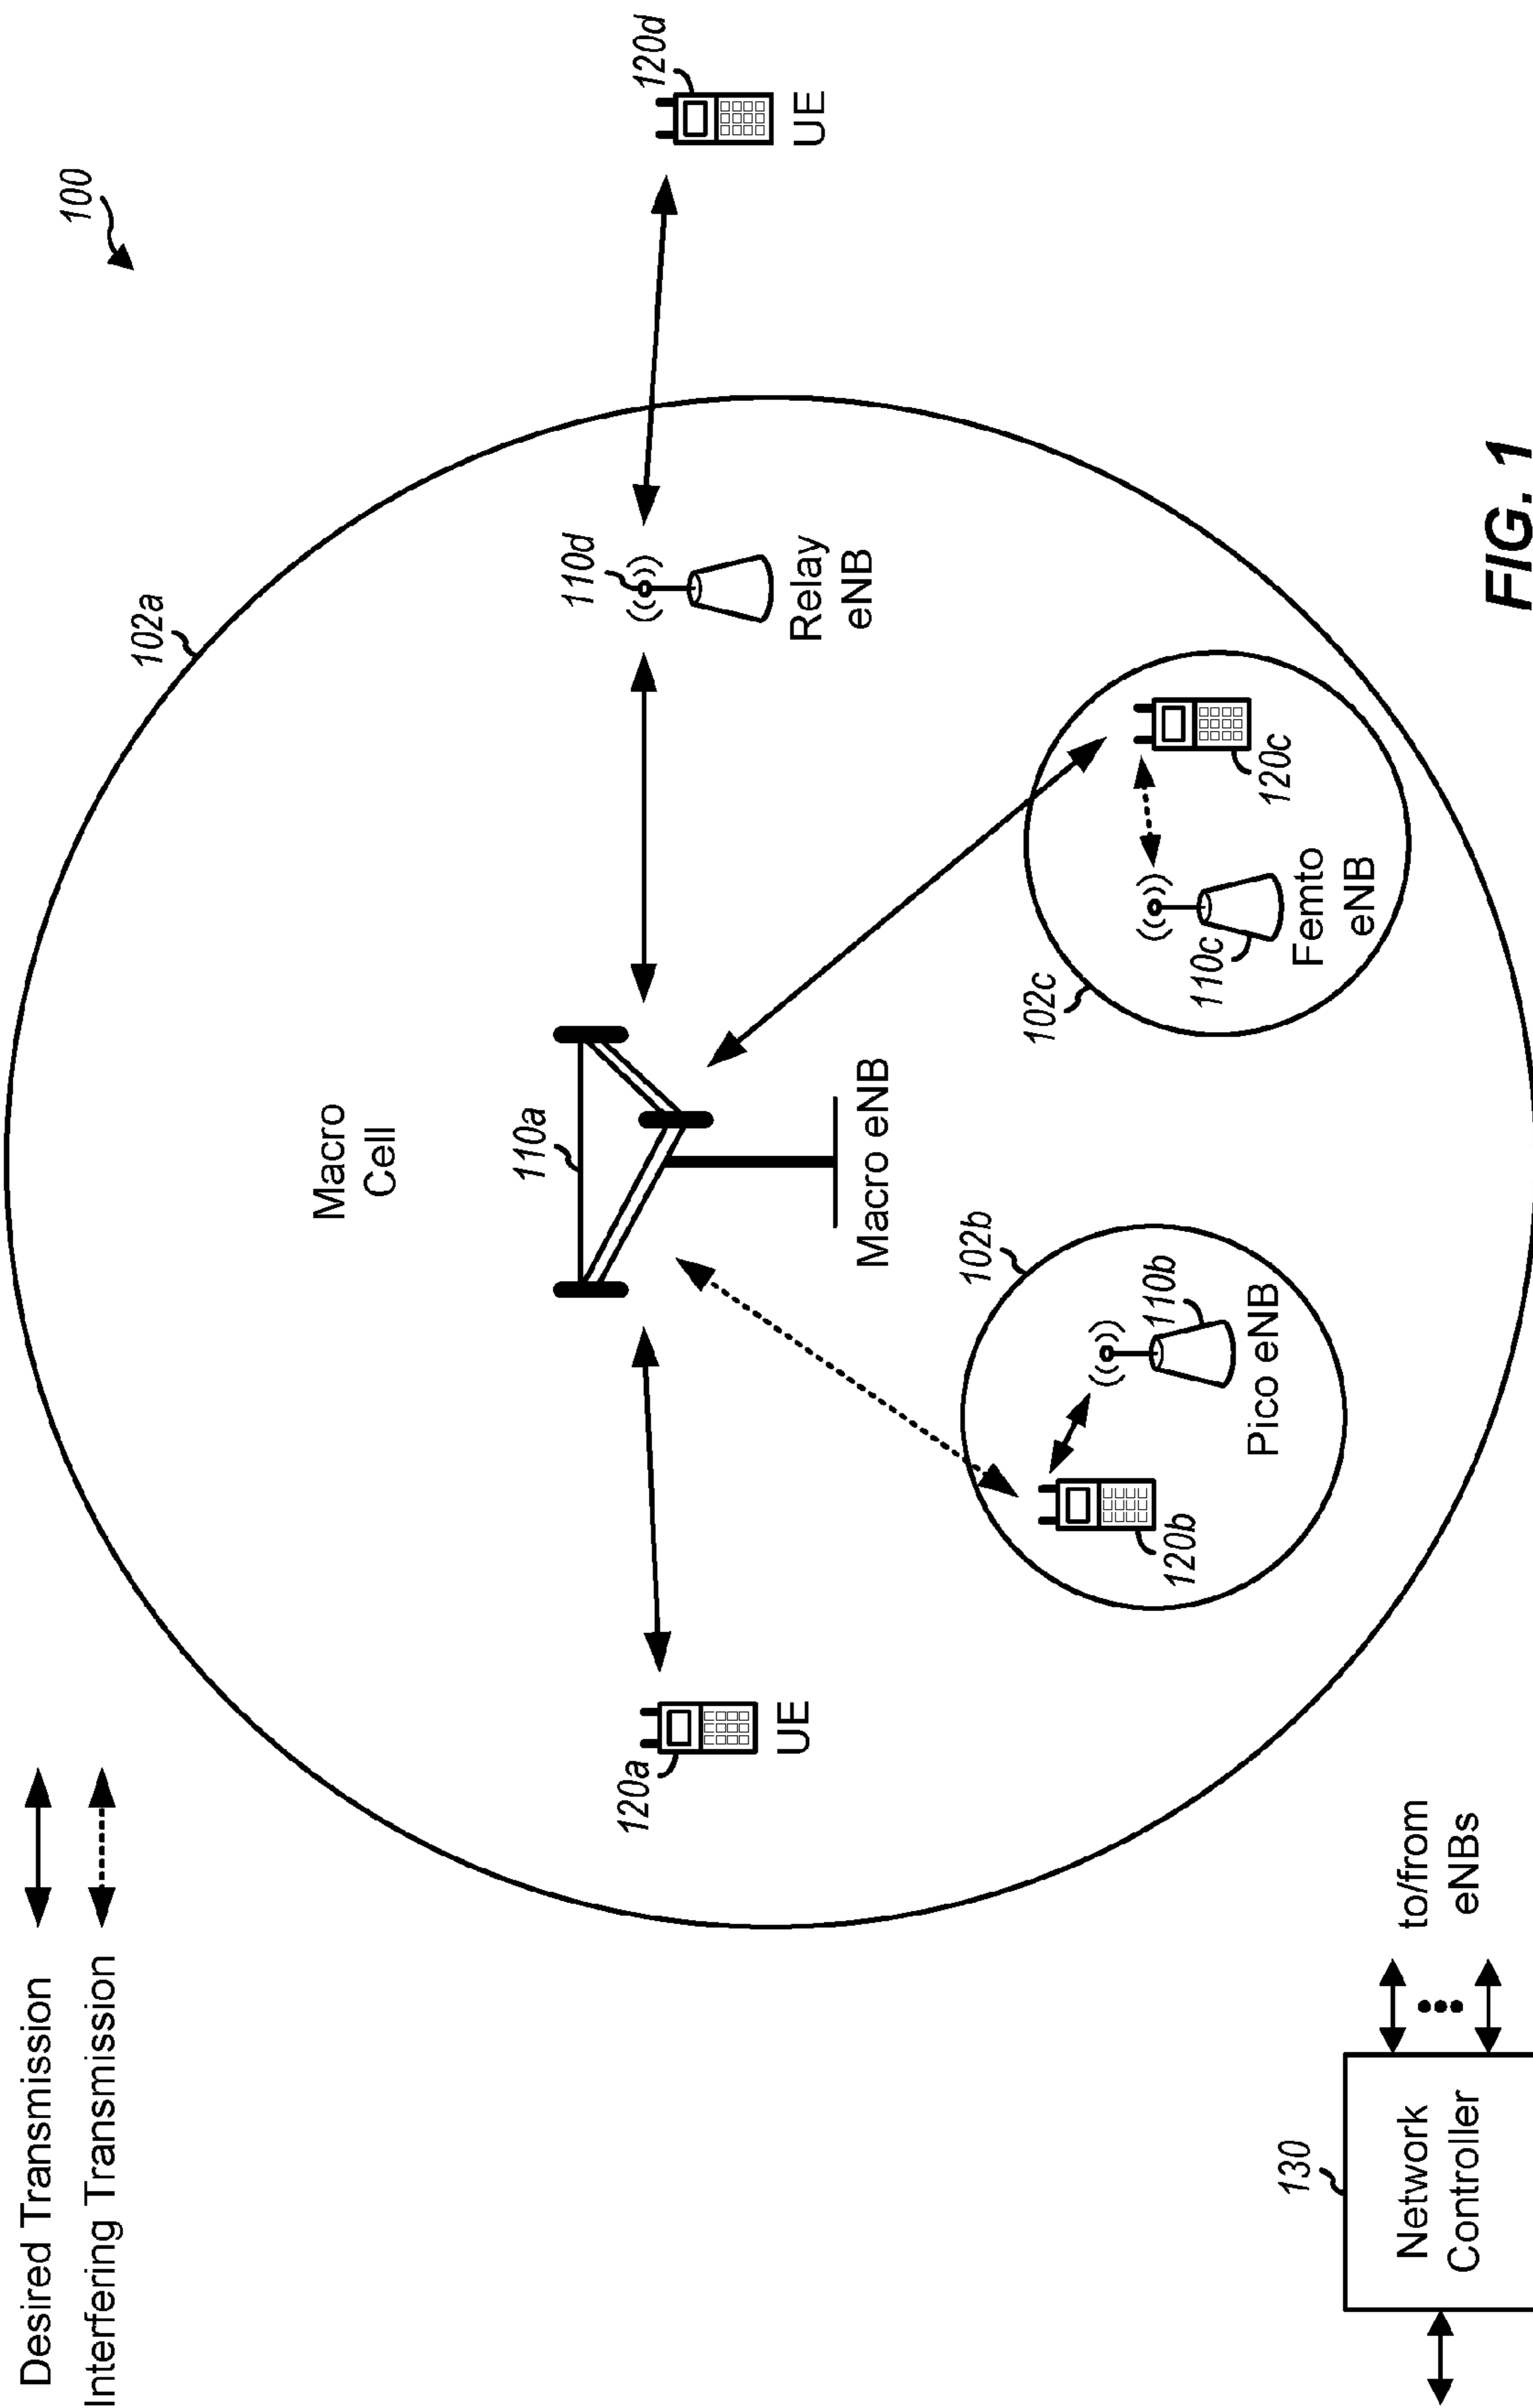 Desired Transmission
Interfering Transmission
100
102a
Macro
Cell
110a
110d
120a
UE
Macro eNB
Relay
eNB
120d
UE
102b
102c
120b
110b
Pico eNB
110c
Femto
eNB
120c
130
Network
Controller
to/from
eNBs
FIG. 1